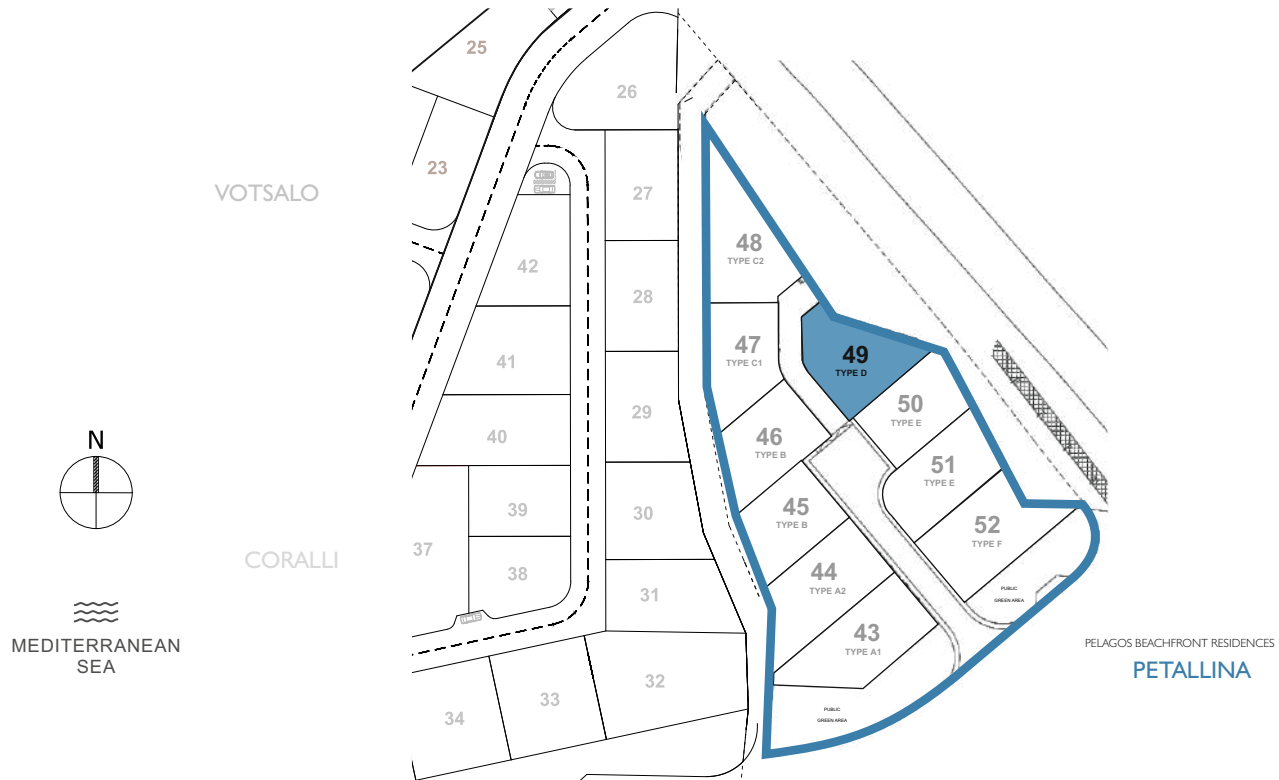 25
26
23
VOTSALO
27
42
48
TYPE C2
28
47
TYPE C1
49
TYPE D
41
29
50
TYPE E
40
46
TYPE B
N
51
TYPE E
39
45
TYPE B
30
52
TYPE F
37
CORALLI
38
44
TYPE A2
31
PUBLIC
GREEN AREA
43
TYPE A1
MEDITERRANEAN
SEA
PELAGOS BEACHFRONT RESIDENCES
PETALLINA
32
33
34
PUBLIC
GREEN AREA